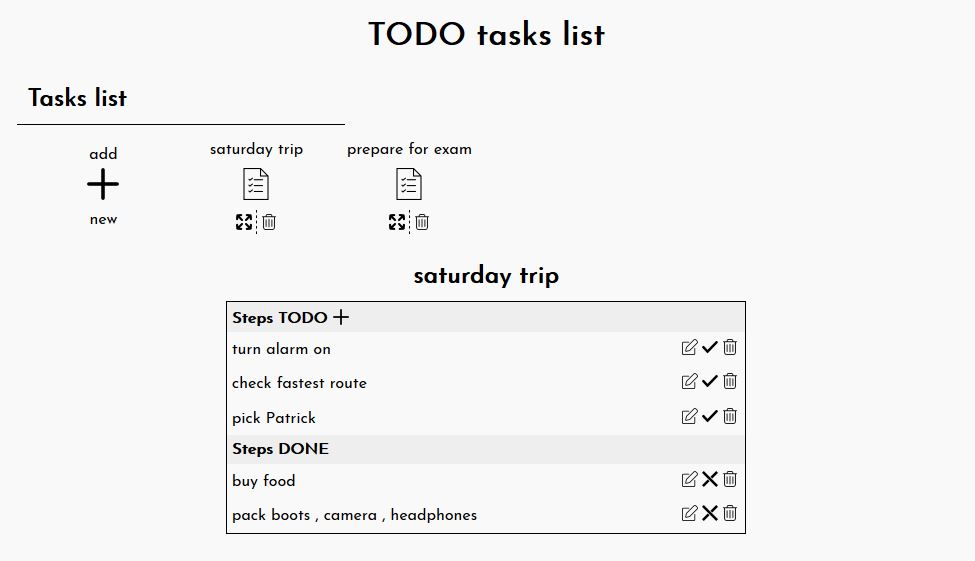 TODO tasks list
Tasks list
add
new
saturday trip
prepare for exam
saturday trip
Steps TODO
turn alarm on
check fastest route
pick Patrick
Steps DONE
buy food
pack boots , camera , headphones